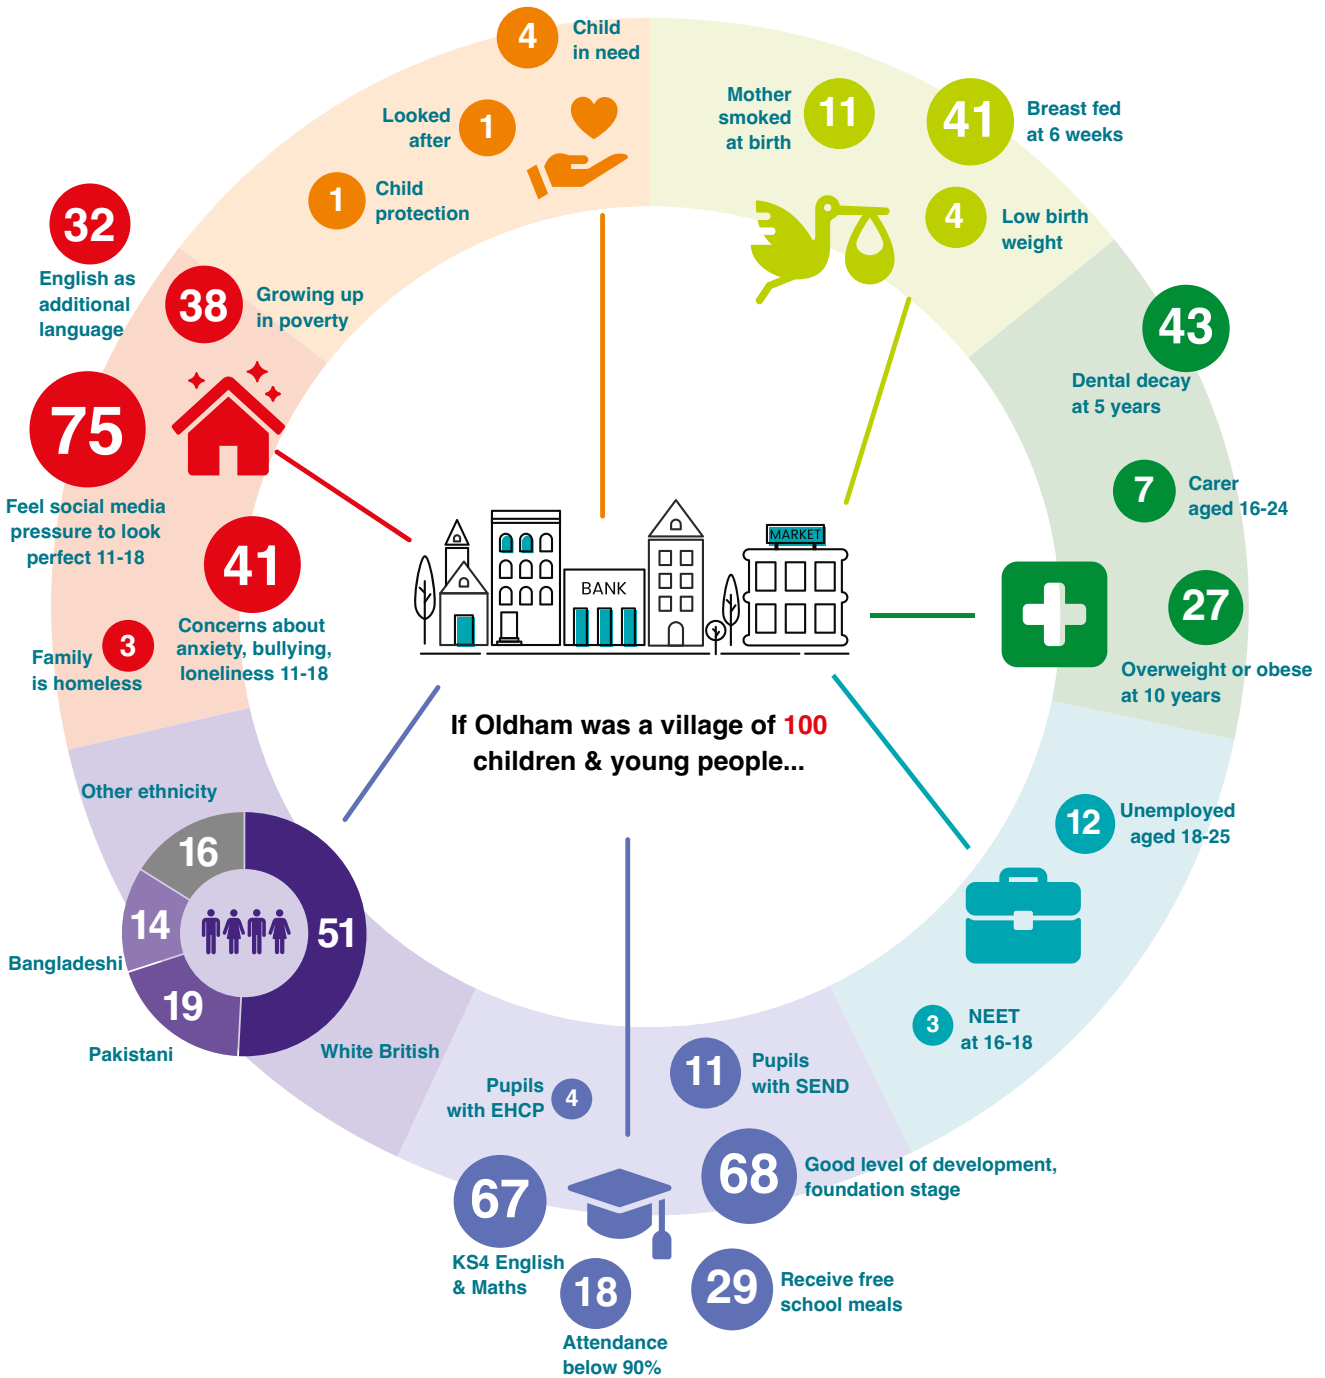 4
Child
in need
Looked
after
1
1
Child
protection
Mother
smoked
at birth
11
41
Breast fed
at 6 weeks
4
Low birth
weight
43
Dental decay
at 5 years
7
Carer
aged 16-24
27
Overweight or obese
at 10 years
12
Unemployed
aged 18-25
3
NEET
at 16-18
32
English as
additional
language
38
Growing up
in poverty
75
Feel social media
pressure to look
perfect 11-18
41
Concerns about
anxiety, bullying,
loneliness 11-18
3
Family
is homeless
BANK
MARKET
If Oldham was a village of 100
children & young people...
Other ethnicity
16
14
Bangladeshi
19
Pakistani
51
White British
Pupils
with EHCP
4
11
Pupils
with SEND
67
KS4 English
& Maths
68
Good level of development,
foundation stage
18
Attendance
below 90%
29
Receive free
school meals